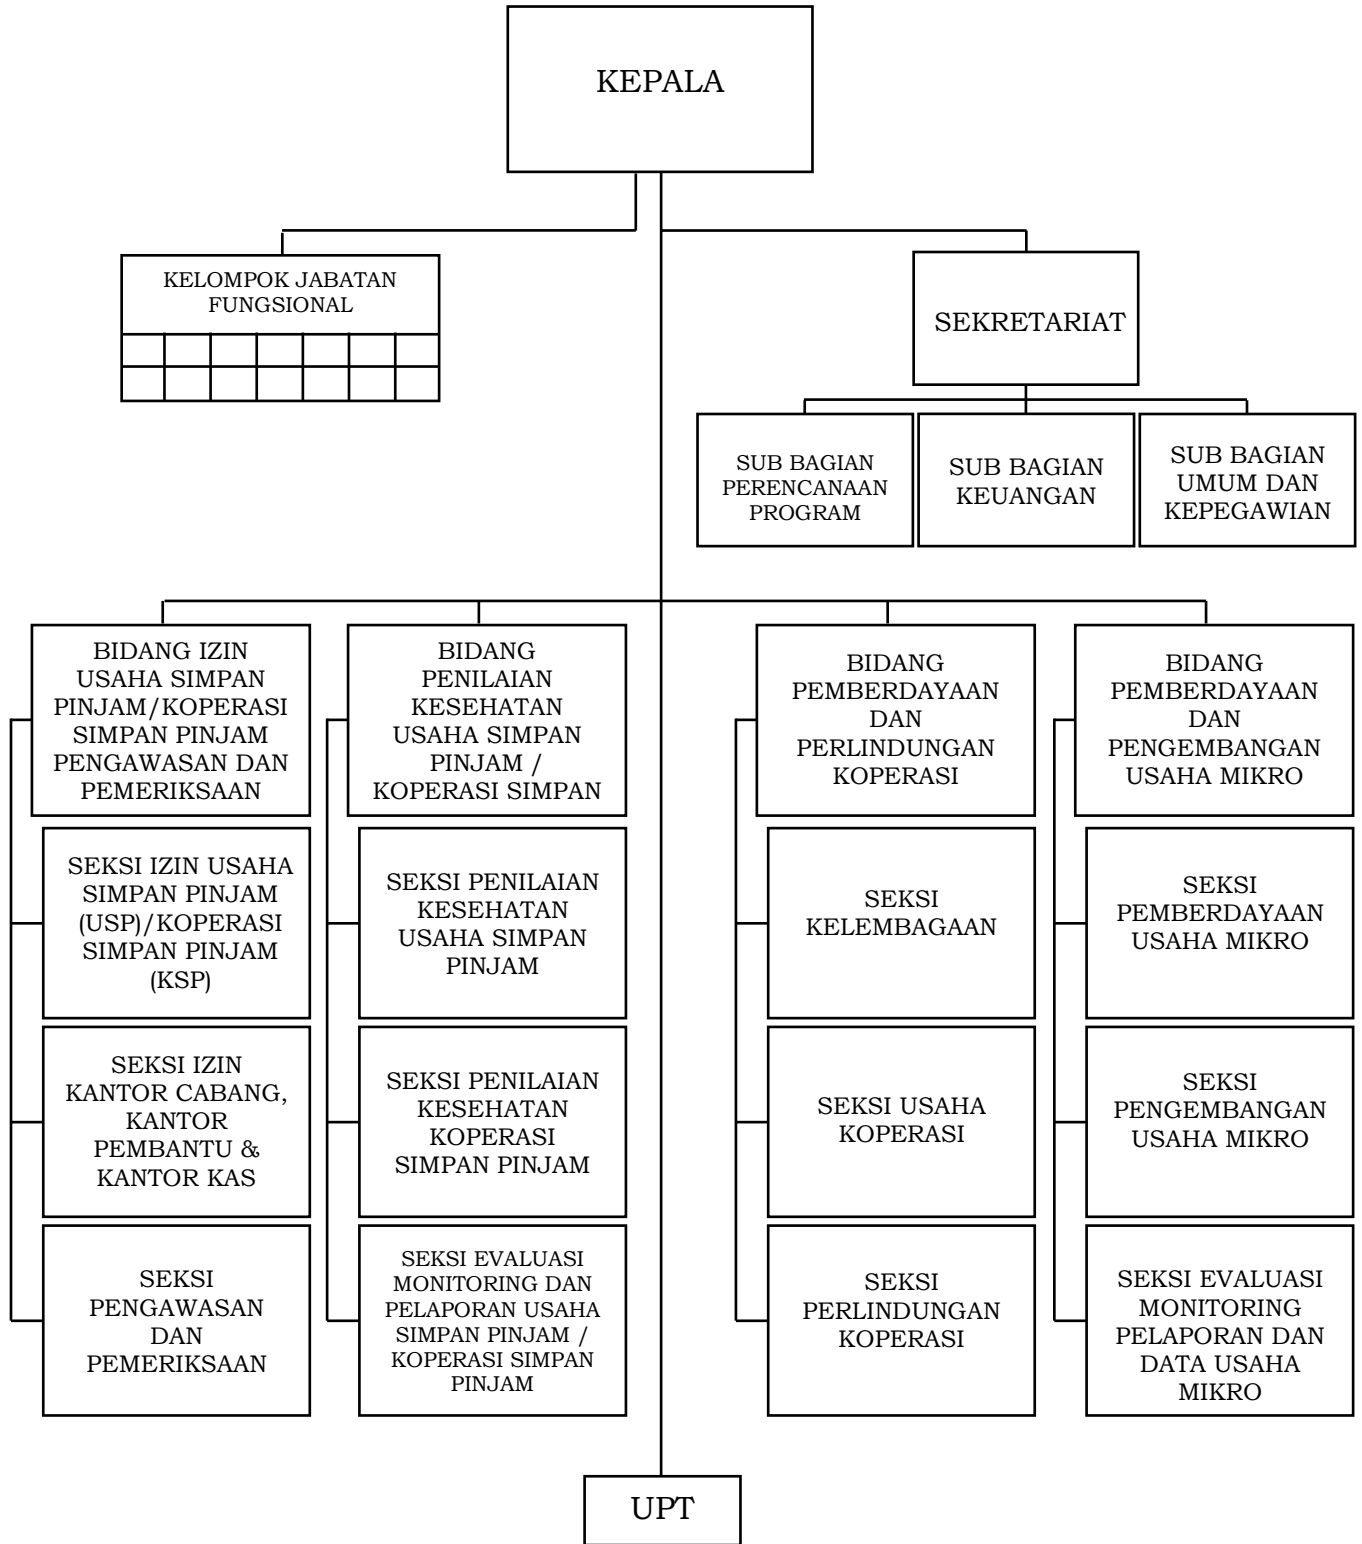 KEPALA
KELOMPOK JABATAN
FUNGSIONAL
SEKRETARIAT
SUB BAGIAN
PERENCANAAN
PROGRAM
SUB BAGIAN
KEUANGAN
SUB BAGIAN
UMUM DAN
KEPEGAWIAN
BIDANG IZIN
USAHA SIMPAN
PINJAM/KOPERASI
SIMPAN PINJAM
PENGAWASAN DAN
PEMERIKSAAN
BIDANG
PENILAIAN
KESEHATAN
USAHA SIMPAN
PINJAM /
KOPERASI SIMPAN
BIDANG
PEMBERDAYAAN
DAN
PERLINDUNGAN
KOPERASI
BIDANG
PEMBERDAYAAN
DAN
PENGEMBANGAN
USAHA MIKRO
SEKSI IZIN USAHA
SIMPAN PINJAM
(USP)/KOPERASI
SIMPAN PINJAM
(KSP)
SEKSI PENILAIAN
KESEHATAN
USAHA SIMPAN
PINJAM
SEKSI
KELEMBAGAAN
SEKSI
PEMBERDAYAAN
USAHA MIKRO
SEKSI IZIN
KANTOR CABANG,
KANTOR
PEMBANTU &
KANTOR KAS
SEKSI PENILAIAN
KESEHATAN
KOPERASI
SIMPAN PINJAM
SEKSI USAHA
KOPERASI
SEKSI
PENGEMBANGAN
USAHA MIKRO
SEKSI
PENGAWASAN
DAN
PEMERIKSAAN
SEKSI EVALUASI
MONITORING DAN
PELAPORAN USAHA
SIMPAN PINJAM /
KOPERASI SIMPAN
PINJAM
SEKSI
PERLINDUNGAN
KOPERASI
SEKSI EVALUASI
MONITORING
PELAPORAN DAN
DATA USAHA
MIKRO
UPT